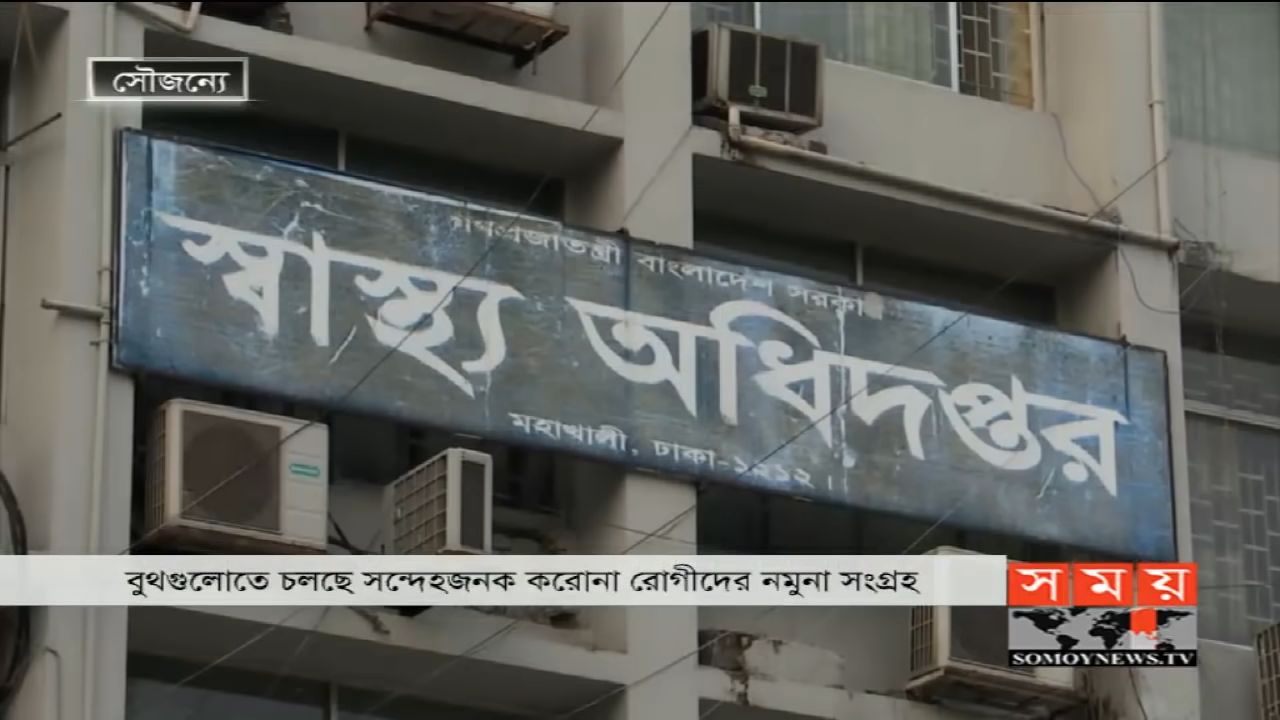 সৌজন্যে
গণপ্রজাতন্ত্রী বাংলাদেশ সরকার
স্বাস্থ্য অধিদপ্তর
মহাখালী, ঢাকা-১২১২।
বুথগুলোতে চলছে সন্দেহজনক করোনা রোগীদের নমুনা সংগ্রহ
সময়
SOMOYNEWS.TV